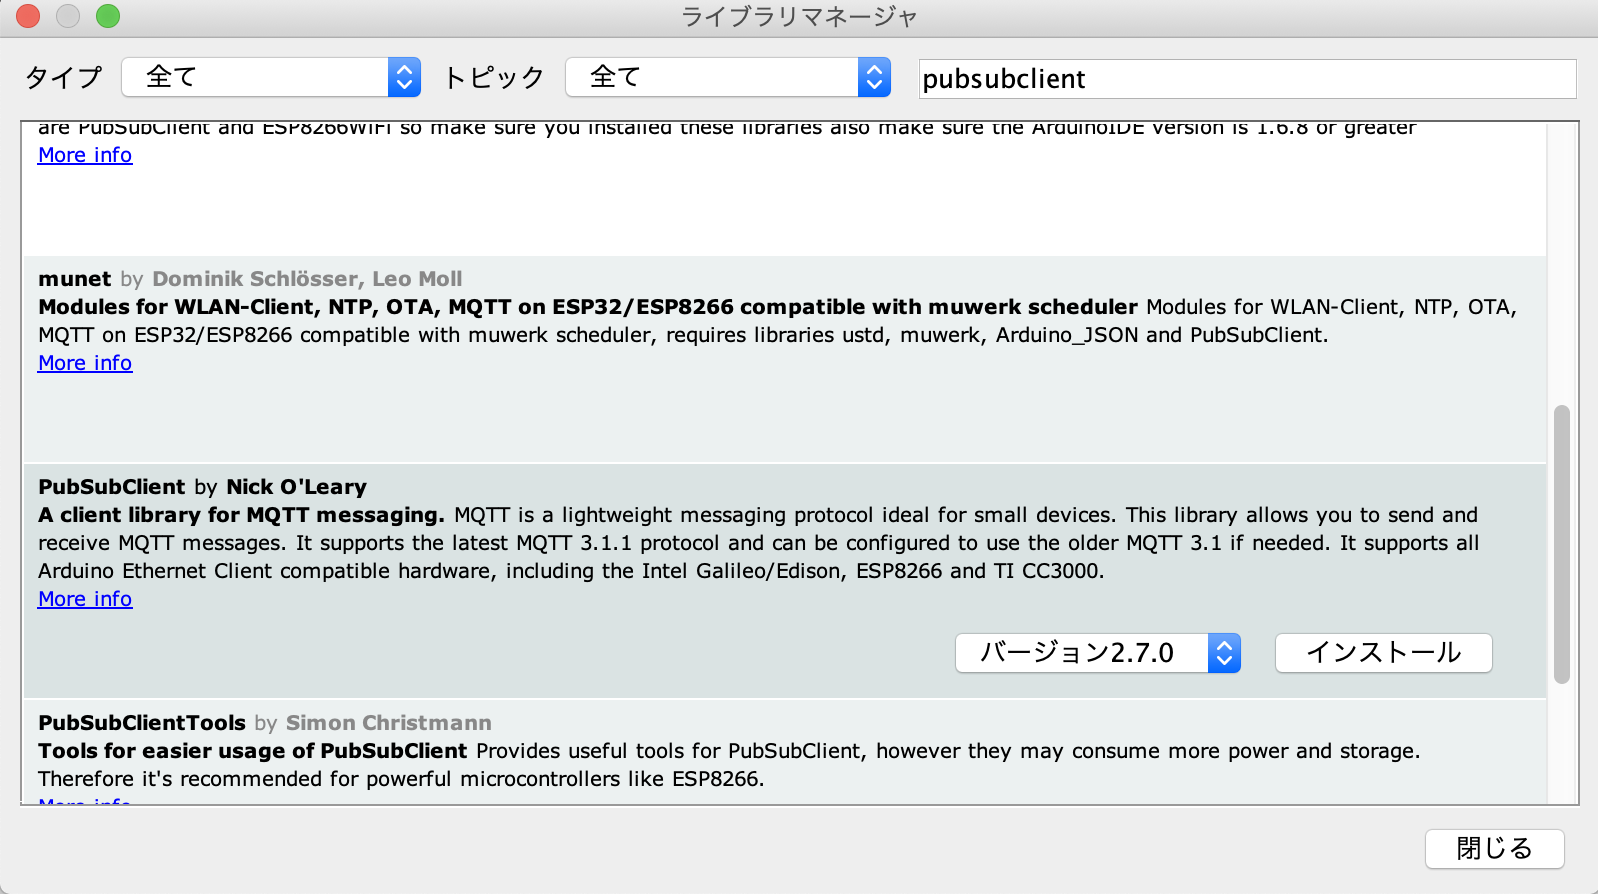 ライブラリマネージャ
タイプ 全て トピック 全て pubsubclient
are PubSubClient and ESP8266WiFi so make sure you installed these libraries also make sure the ArduinoIDE version is 1.6.8 or greater
More info
munet by Dominik Schlösser, Leo Moll
Modules for WLAN-Client, NTP, OTA, MQTT on ESP32/ESP8266 compatible with muwerk scheduler Modules for WLAN-Client, NTP, OTA,
MQTT on ESP32/ESP8266 compatible with muwerk scheduler, requires libraries ustd, muwerk, Arduino_JSON and PubSubClient.
More info
PubSubClient by Nick O'Leary
A client library for MQTT messaging. MQTT is a lightweight messaging protocol ideal for small devices. This library allows you to send and
receive MQTT messages. It supports the latest MQTT 3.1.1 protocol and can be configured to use the older MQTT 3.1 if needed. It supports all
Arduino Ethernet Client compatible hardware, including the Intel Galileo/Edison, ESP8266 and TI CC3000.
More info
バージョン2.7.0 インストール
PubSubClientTools by Simon Christmann
Tools for easier usage of PubSubClient Provides useful tools for PubSubClient, however they may consume more power and storage.
Therefore it's recommended for powerful microcontrollers like ESP8266.
More info
閉じる